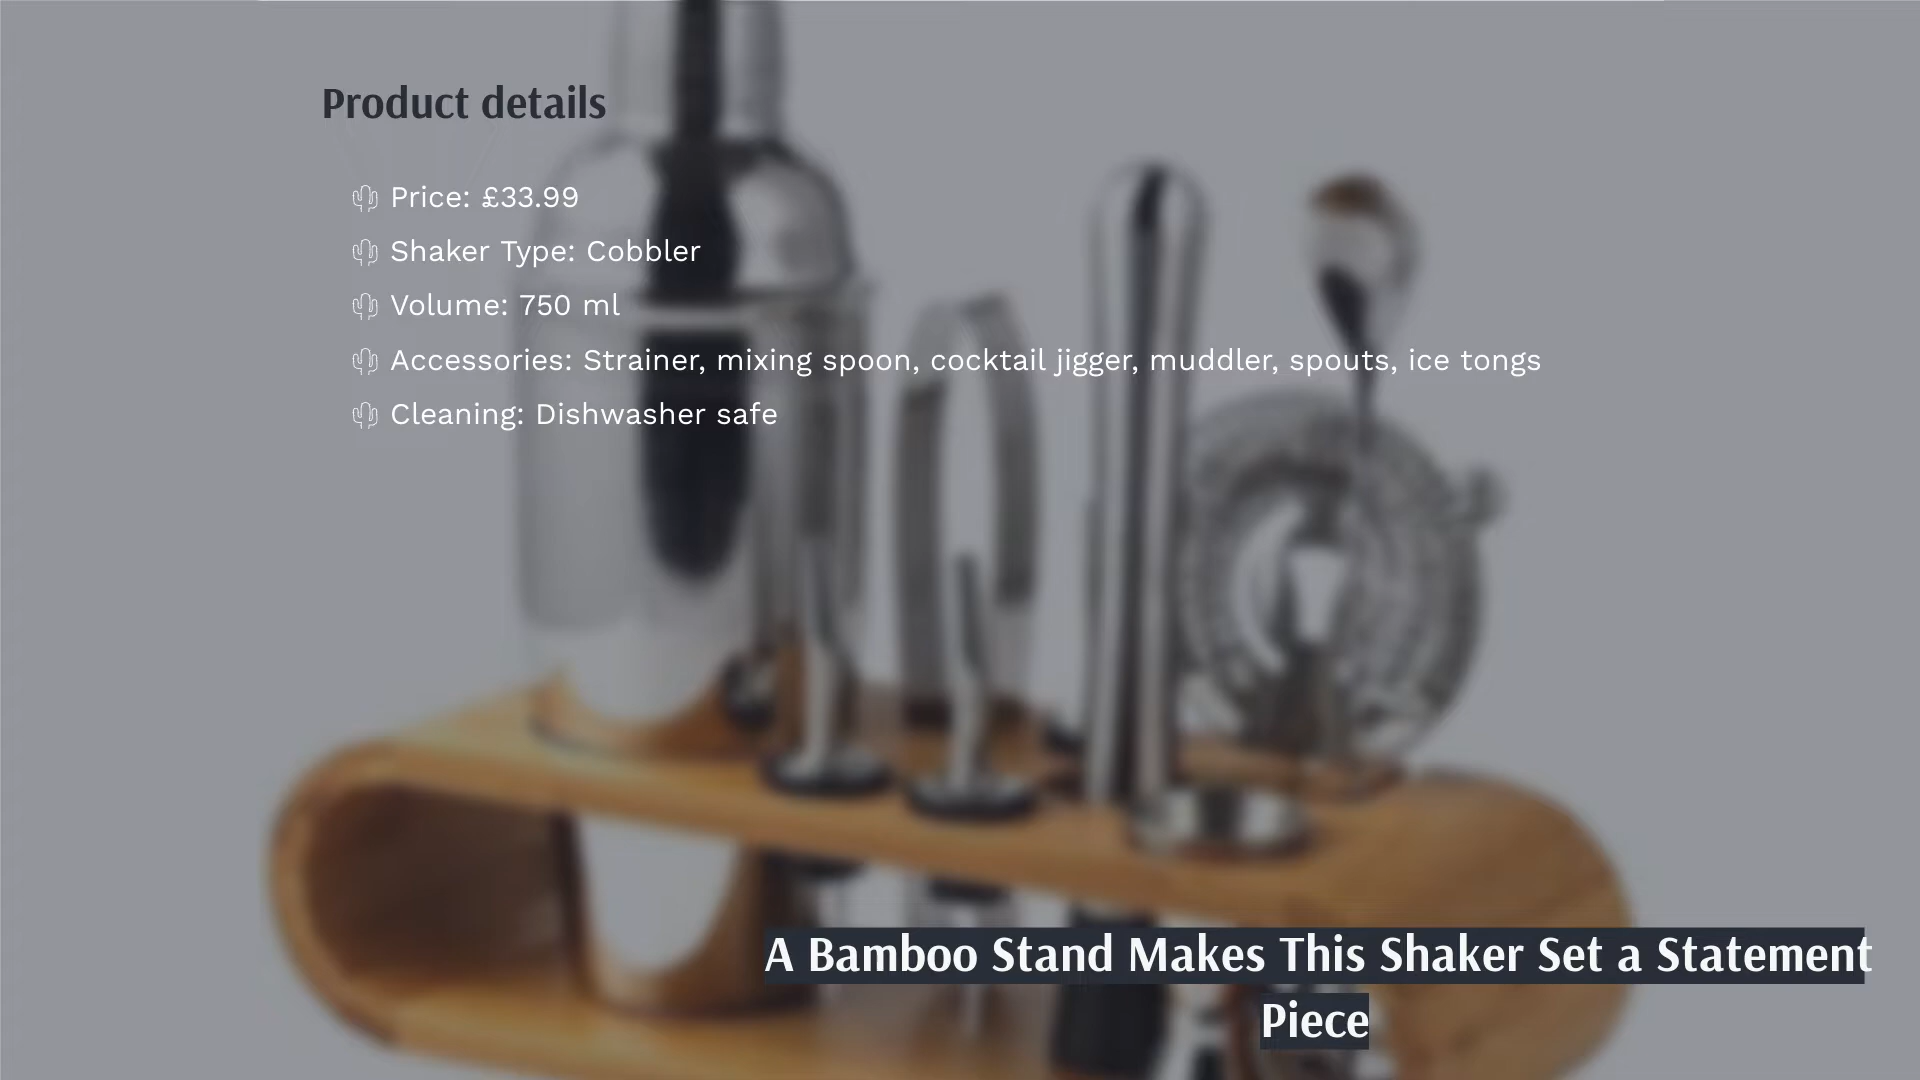 Product details
Price: £33.99
Shaker Type: Cobbler
Volume: 750 ml
Accessories: Strainer, mixing spoon, cocktail jigger, muddler, spouts, ice tongs
Cleaning: Dishwasher safe
A Bamboo Stand Makes This Shaker Set a Statement
Piece